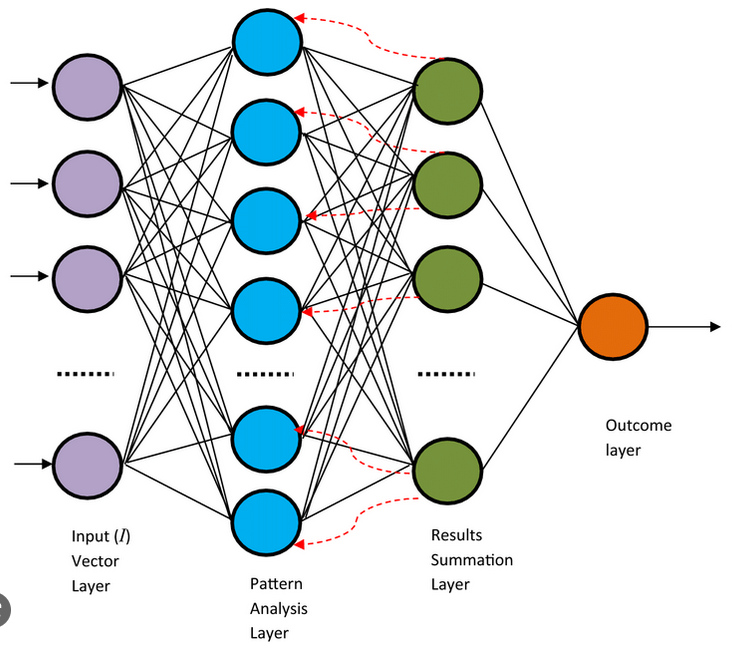 Outcome
layer
Input (I)
Vector
Layer
Results
Summation
Layer
Pattern
Analysis
Layer